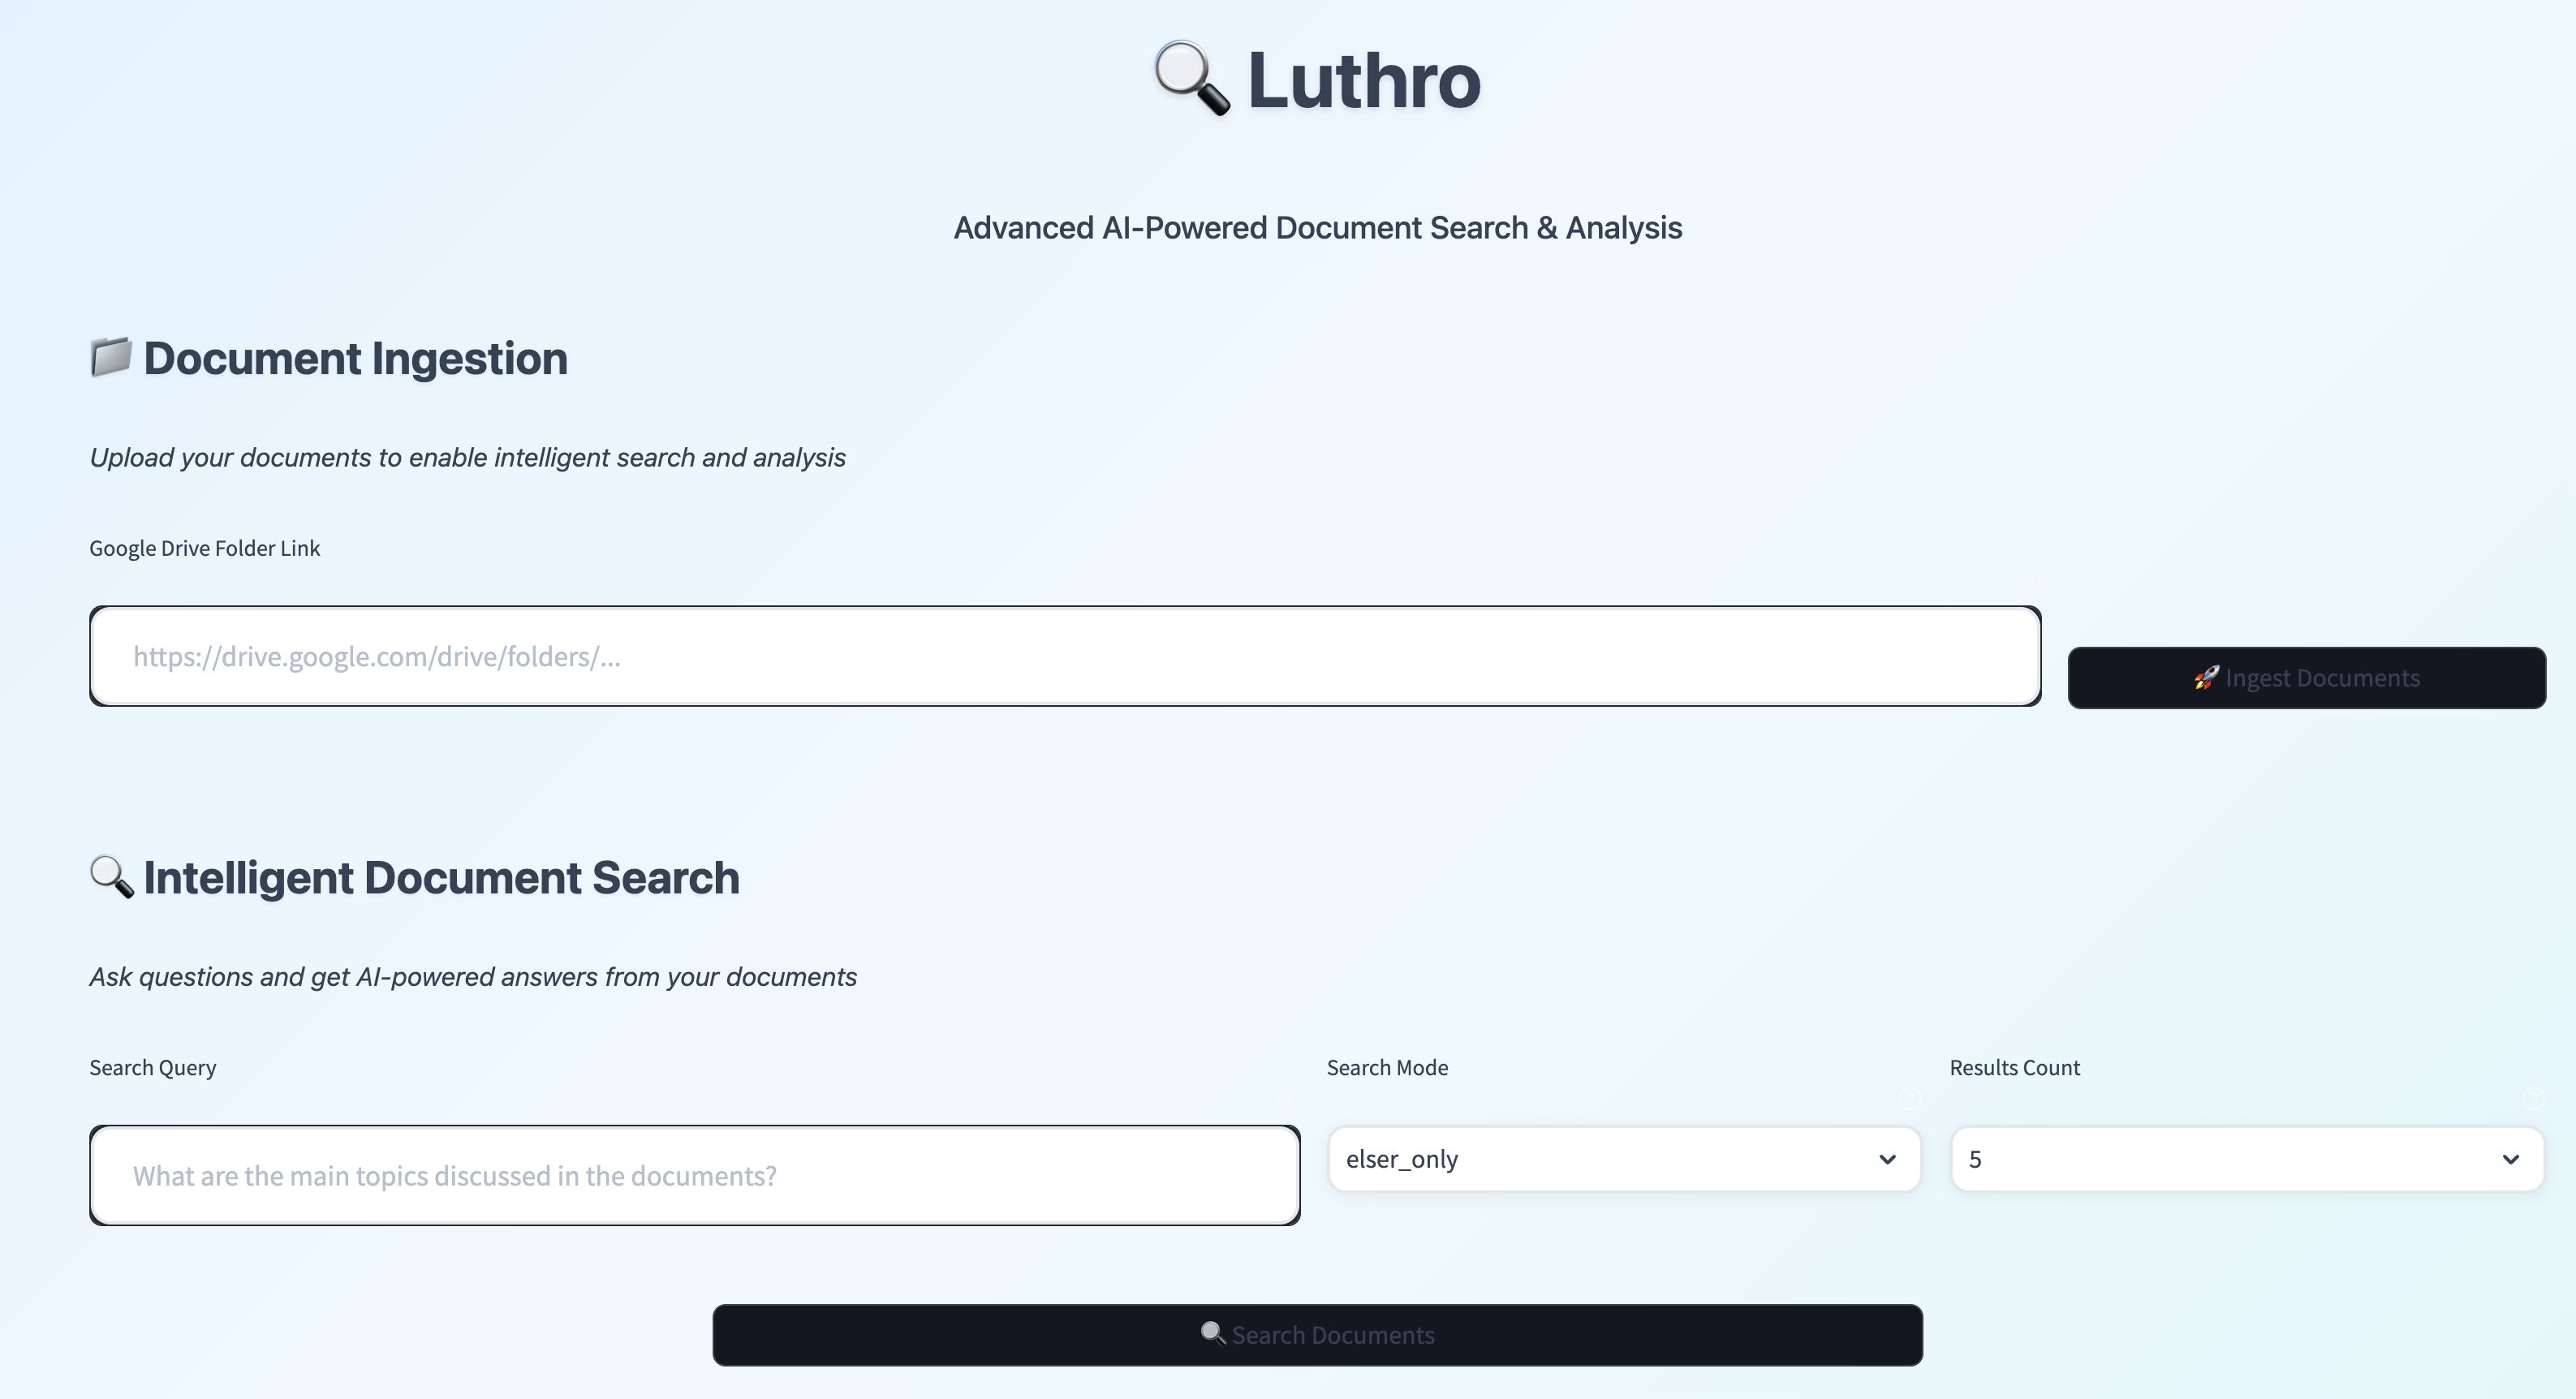 Luthro
Advanced AI-Powered Document Search & Analysis
Document Ingestion
Upload your documents to enable intelligent search and analysis
Google Drive Folder Link
https://drive.google.com/drive/folders/...
🚀 Ingest Documents
Intelligent Document Search
Ask questions and get AI-powered answers from your documents
Search Query
What are the main topics discussed in the documents?
Search Mode
elser_only
Results Count
5
🔍 Search Documents